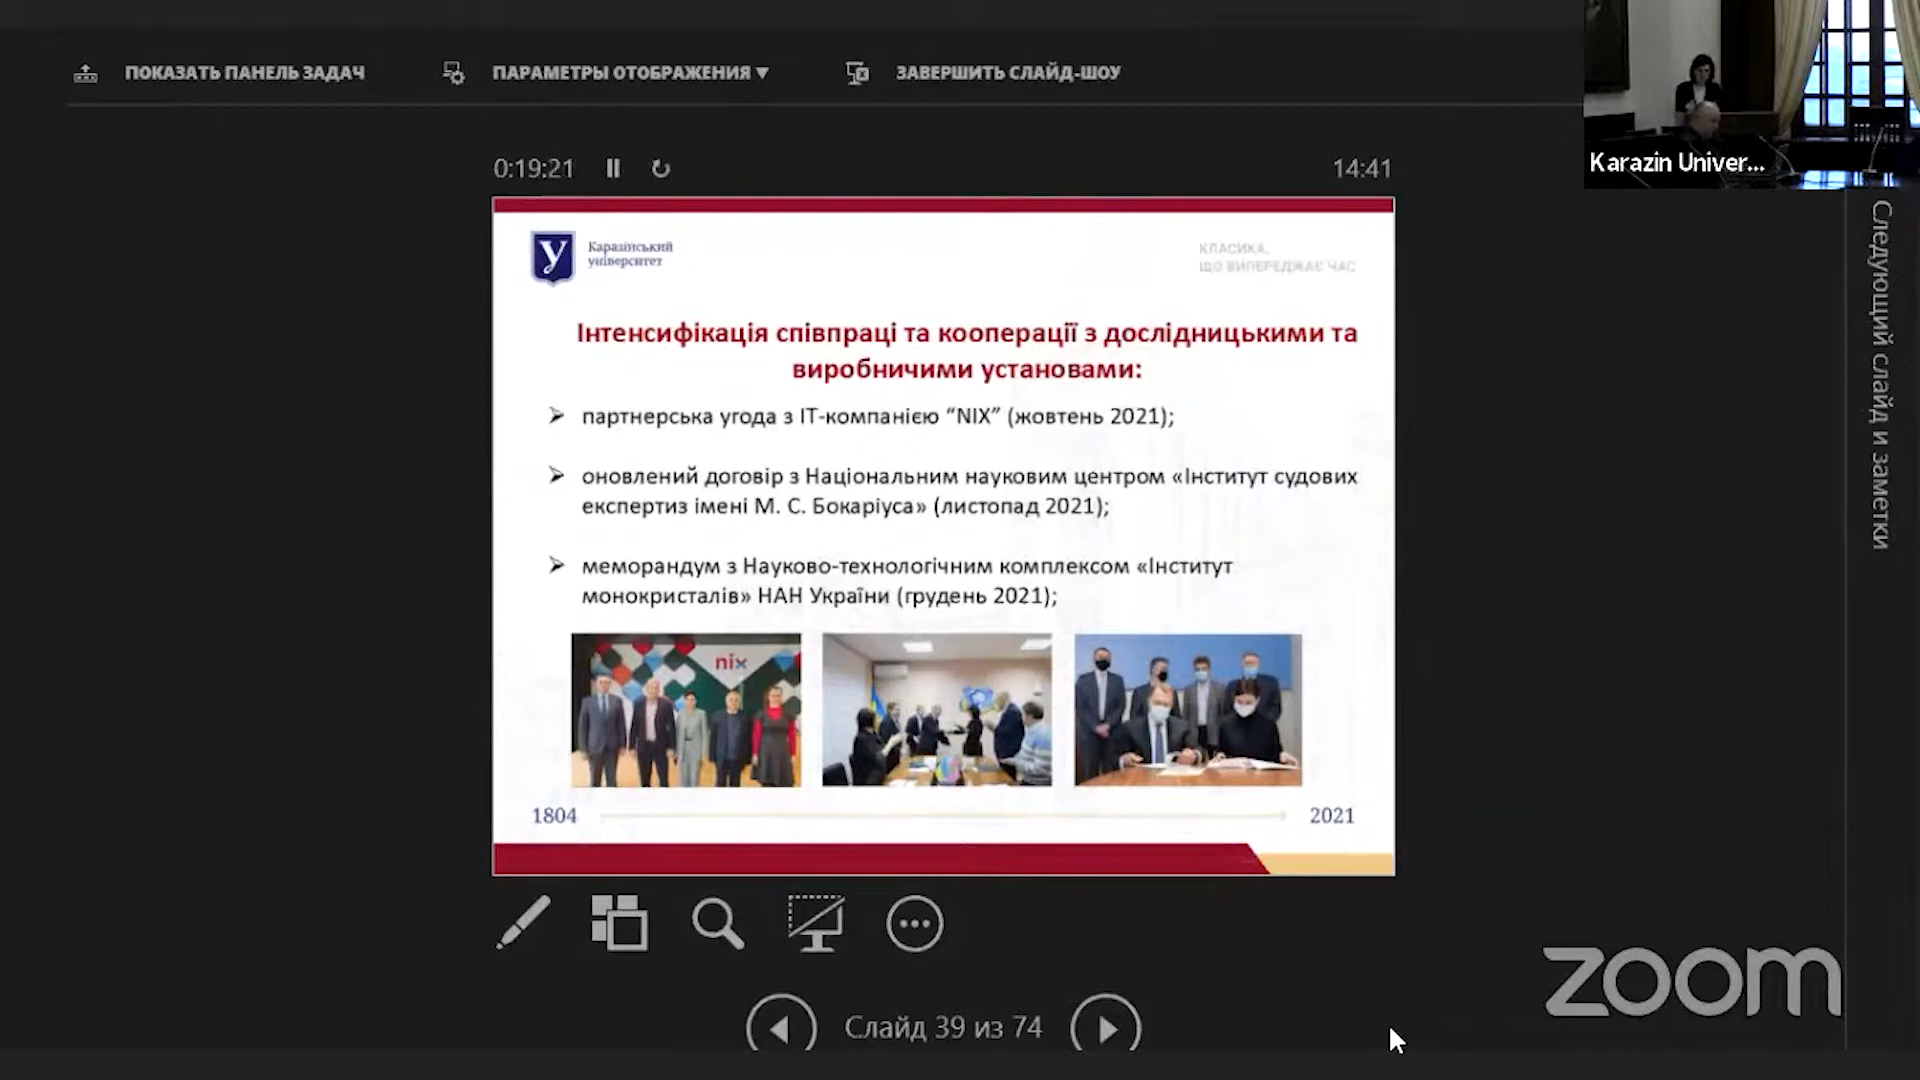 ПОКАЗАТЬ ПАНЕЛЬ ЗАДАЧ
ПАРАМЕТРЫ ОТОБРАЖЕНИЯ ▼
ЗАВЕРШИТЬ СЛАЙД-ШОУ
Karazin Univer...
0:19:21
14:41
Каразінський
університет
КЛАСИКА,
ЩО ВИПЕРЕДЖАЄ ЧАС
Інтенсифікація співпраці та кооперації з дослідницькими та
виробничими установами:
➢ партнерська угода з ІТ-компанією “NIX” (жовтень 2021);
➢ оновлений договір з Національним науковим центром «Інститут судових
експертиз імені М. С. Бокаріуса» (листопад 2021);
➢ меморандум з Науково-технологічним комплексом «Інститут
монокристалів» НАН України (грудень 2021);
nix
1804
2021
Слайд 39 из 74
Следующий слайд и заметки
zoom